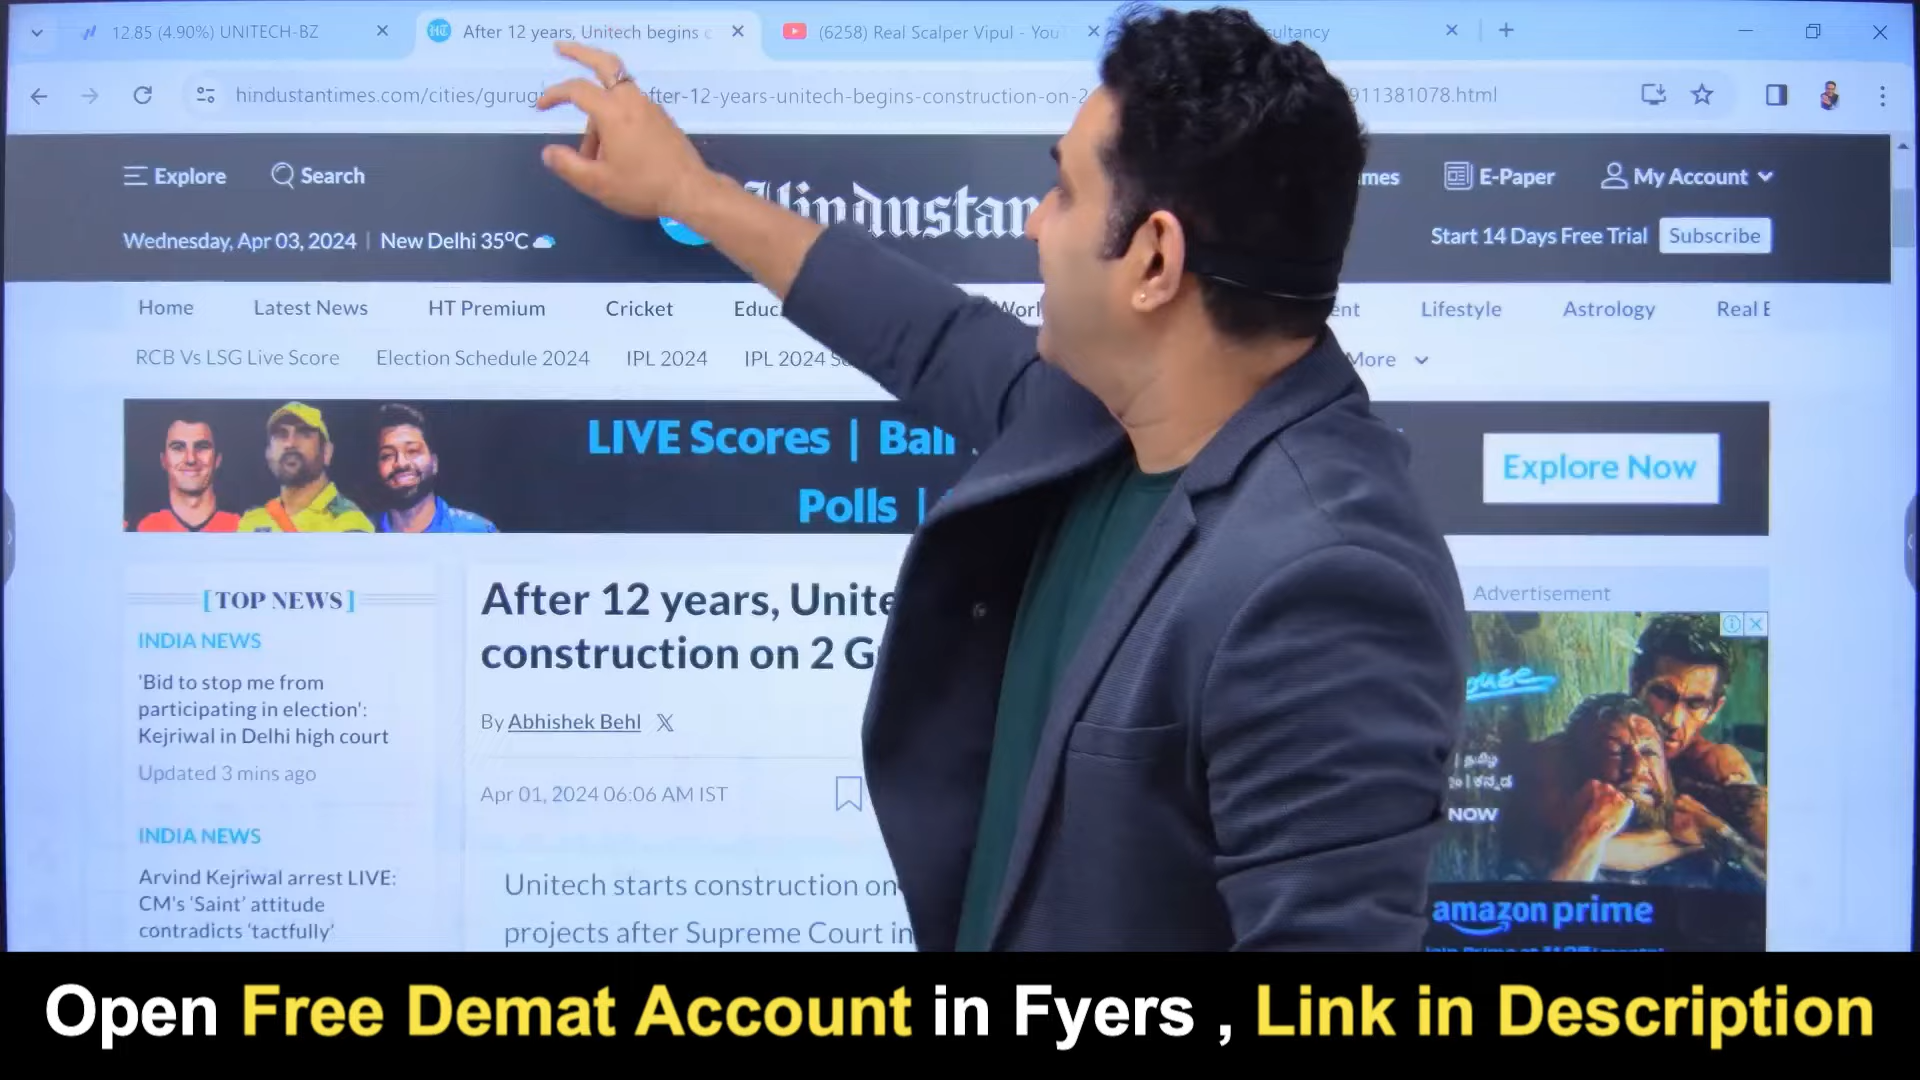 12.85 (4.90%) UNITECH-BZ
After 12 years, Unitech begins
(6258) Real Scalper Vipul - You
hindustantimes.com/cities/gurug
after-12-years-unitech-begins-construction-on-2
911381078.html
Explore
Search
E-Paper
My Account
Wednesday, Apr 03, 2024 | New Delhi 35°C
Start 14 Days Free Trial
Subscribe
Home
Latest News
HT Premium
Cricket
Lifestyle
Astrology
Real E
RCB Vs LSG Live Score
Election Schedule 2024
IPL 2024
IPL 2024
More
LIVE Scores |
Polls |
Explore Now
[TOP NEWS]
INDIA NEWS
'Bid to stop me from
participating in election':
Kejriwal in Delhi high court
Updated 3 mins ago
INDIA NEWS
Arvind Kejriwal arrest LIVE:
CM's 'Saint' attitude
contradicts 'tactfully'
After 12 years, Unite
construction on 2 G
By Abhishek Behl
Apr 01, 2024 06:06 AM IST
Unitech starts construction on
projects after Supreme Court in
Advertisement
NOW
amazon prime
Open Free Demat Account in Fyers , Link in Description